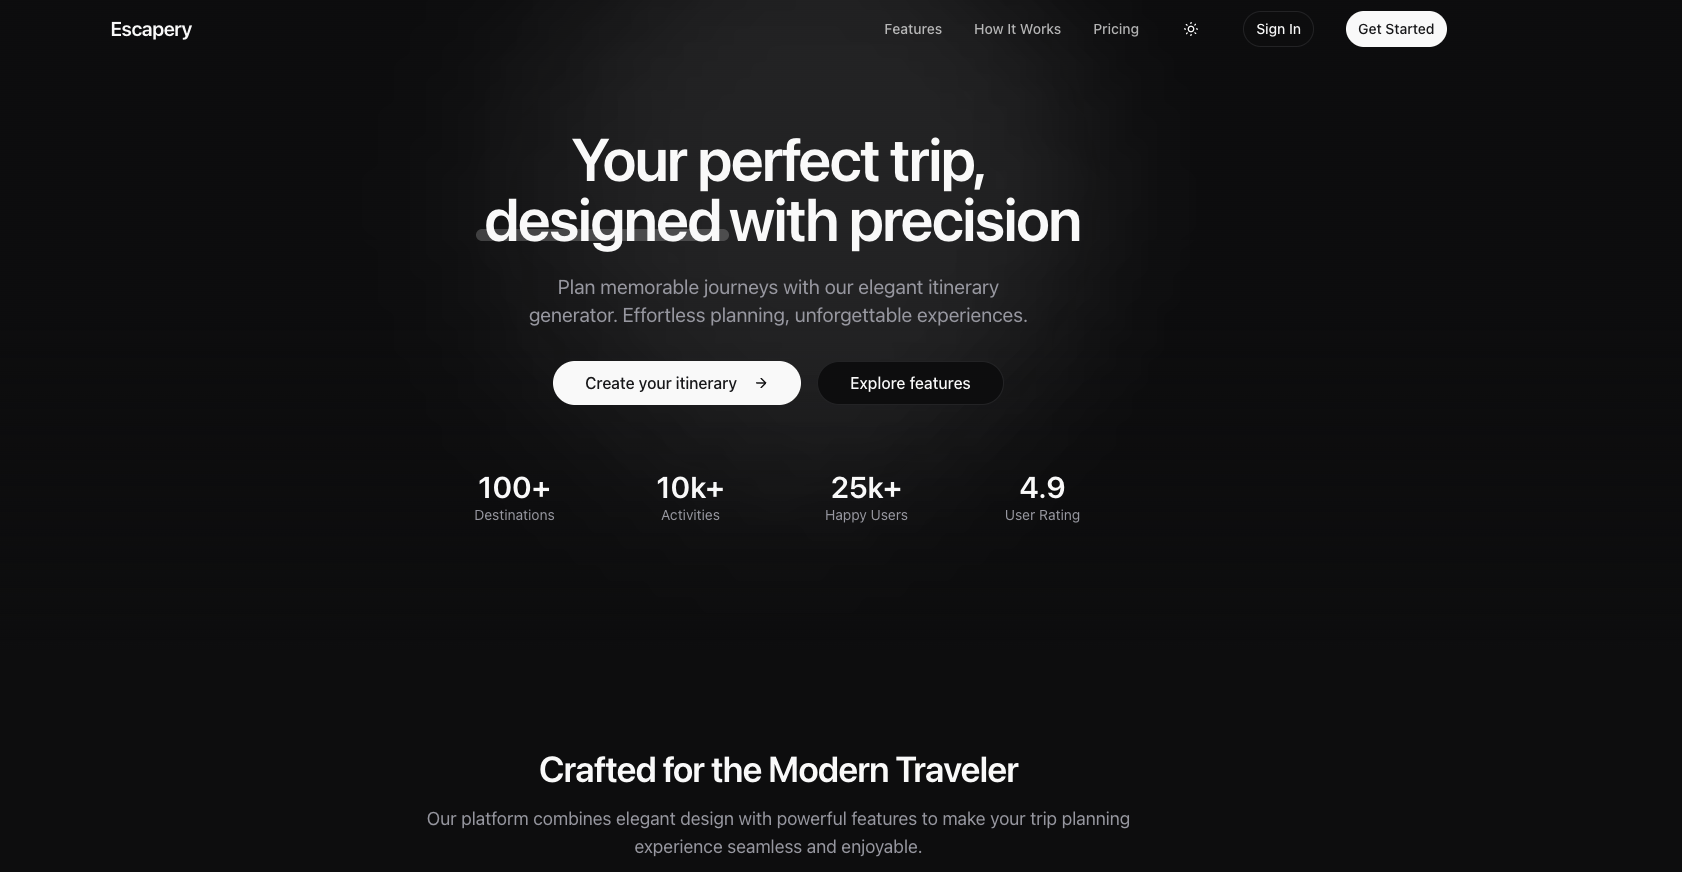 Escapery
Features
How It Works
Pricing
Sign In
Get Started
Your perfect trip,
designed with precision
Plan memorable journeys with our elegant itinerary
generator. Effortless planning, unforgettable experiences.
Create your itinerary →
Explore features
100+
Destinations
10k+
Activities
25k+
Happy Users
4.9
User Rating
Crafted for the Modern Traveler
Our platform combines elegant design with powerful features to make your trip planning
experience seamless and enjoyable.